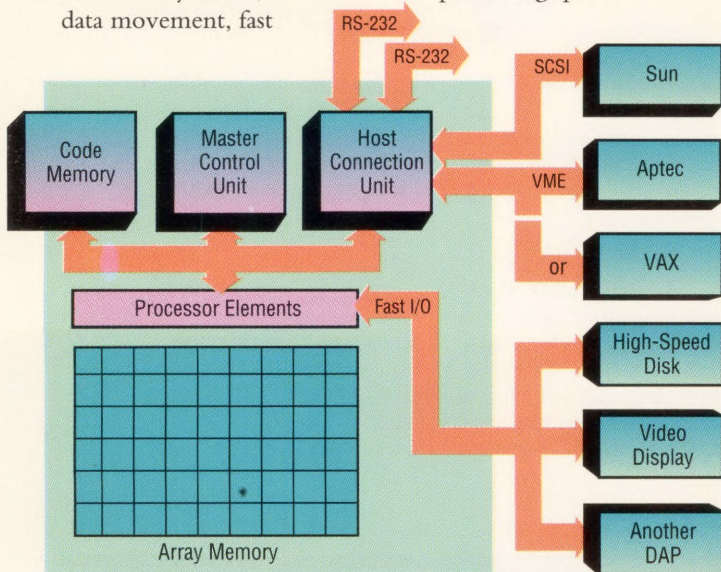 data movement, fast
RS-232
RS-232
SCSI
Sun
Code
Memory
Master
Control
Unit
Host
Connection
Unit
VME
Aptec
or
VAX
Processor Elements
Fast I/O
High-Speed
Disk
Video
Display
Array Memory
Another
DAP